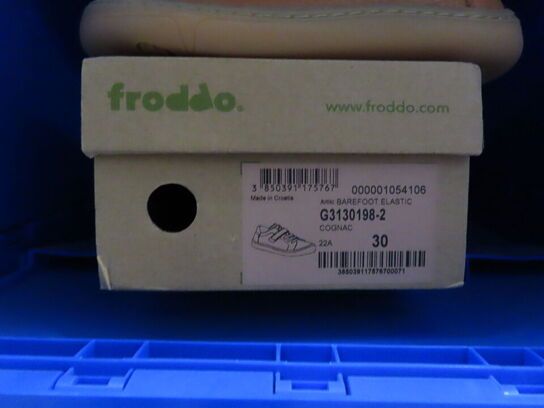 froddo.
www.froddo.com
3 850391 175767
000001054106
Made in Croatia
Artikl: BAREFOOT ELASTIC
G3130198-2
COGNAC
22A
30
385039117576700071